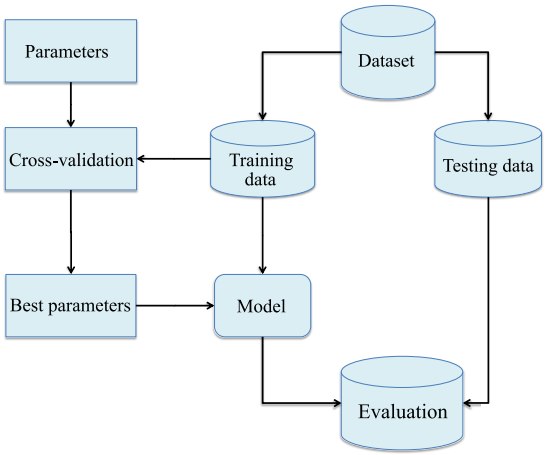 Parameters
Dataset
Cross-validation
Training
data
Testing data
Best parameters
Model
Evaluation